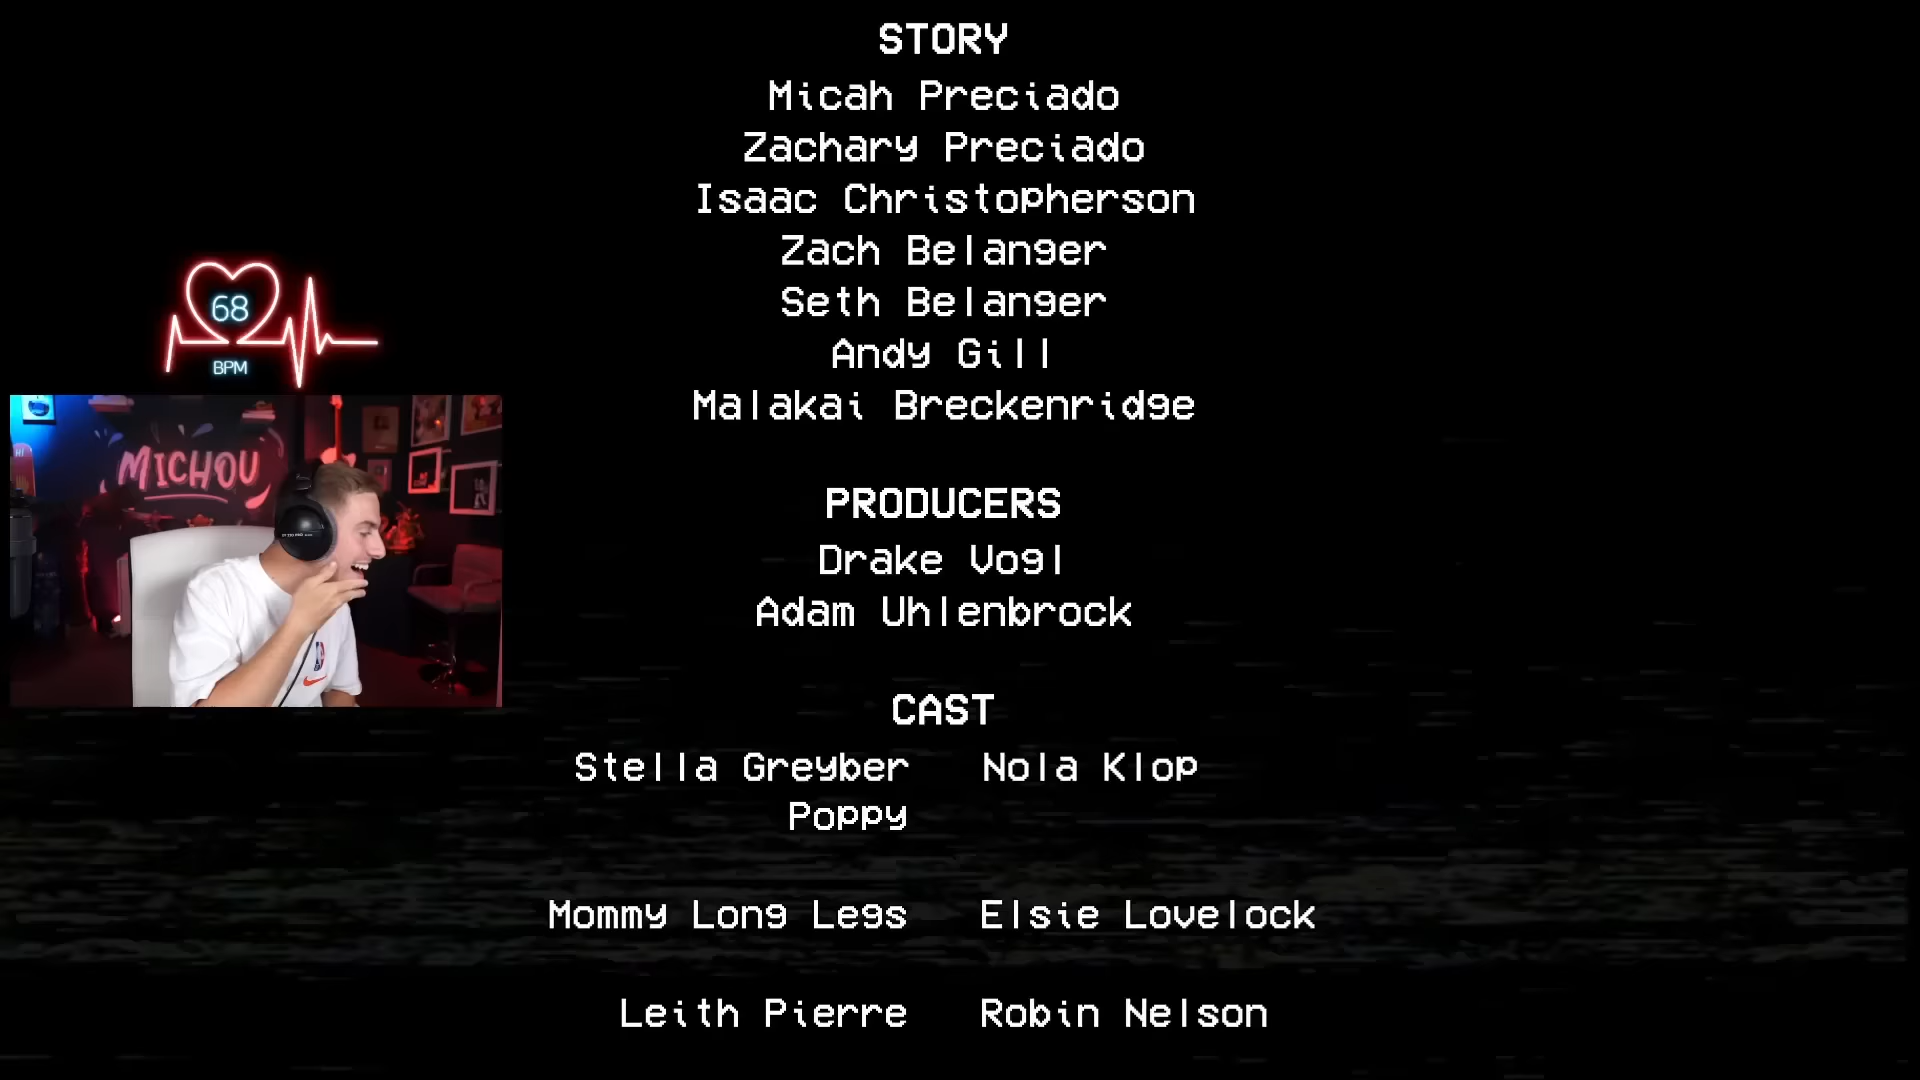 STORY
Micah Preciado
Zachary Preciado
Isaac Christopherson
Zach Belanger
Seth Belanger
Andy Gill
Malakai Breckenridge
68
BPM
MICHOU
PRODUCERS
Drake Vogl
Adam Uhlenbrock
CAST
Stella Greyber Nola Klop
Poppy
Mommy Long Legs Elsie Lovelock
Leith Pierre Robin Nelson